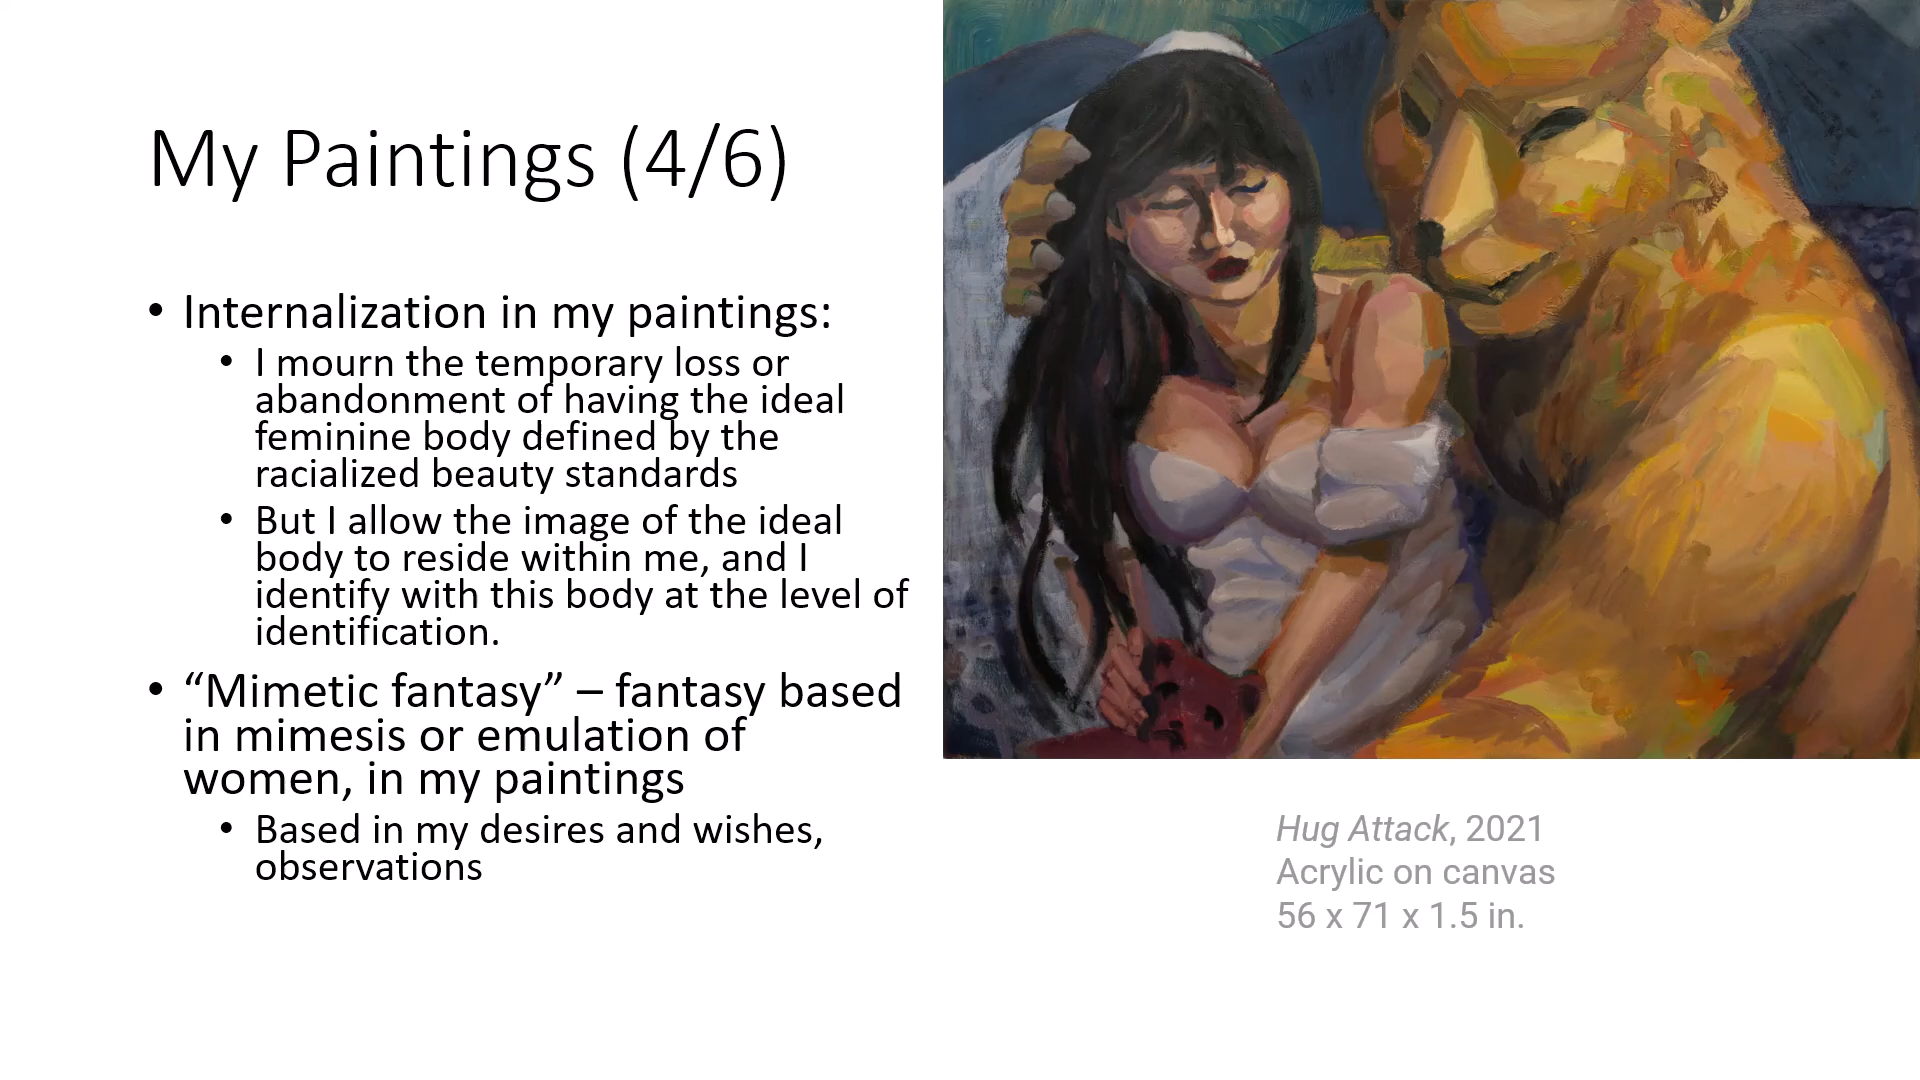 My Paintings (4/6)
• Internalization in my paintings:
• I mourn the temporary loss or
abandonment of having the ideal
feminine body defined by the
racialized beauty standards
• But I allow the image of the ideal
body to reside within me, and I
identify with this body at the level of
identification.
• “Mimetic fantasy” – fantasy based
in mimesis or emulation of
women, in my paintings
• Based in my desires and wishes,
observations
Hug Attack, 2021
Acrylic on canvas
56 x 71 x 1.5 in.